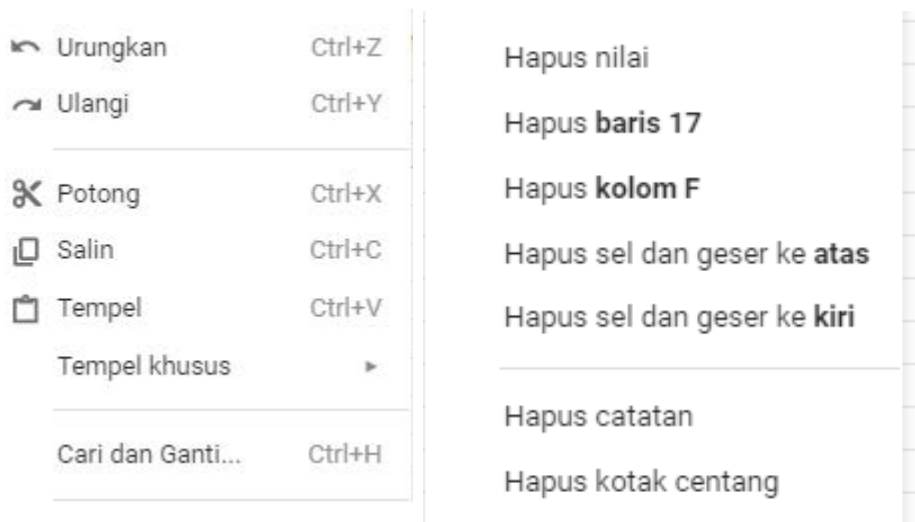 Urungkan Ctrl+Z
Ulangi Ctrl+Y
Potong Ctrl+X
Salin Ctrl+C
Tempel Ctrl+V
Tempel khusus
Cari dan Ganti... Ctrl+H
Hapus nilai
Hapus baris 17
Hapus kolom F
Hapus sel dan geser ke atas
Hapus sel dan geser ke kiri
Hapus catatan
Hapus kotak centang